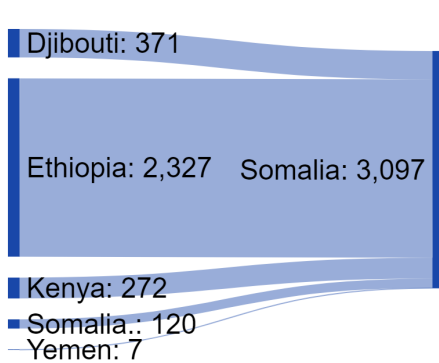 Djibouti: 371
Ethiopia: 2,327
Somalia: 3,097
Kenya: 272
Somalia.: 120
Yemen: 7